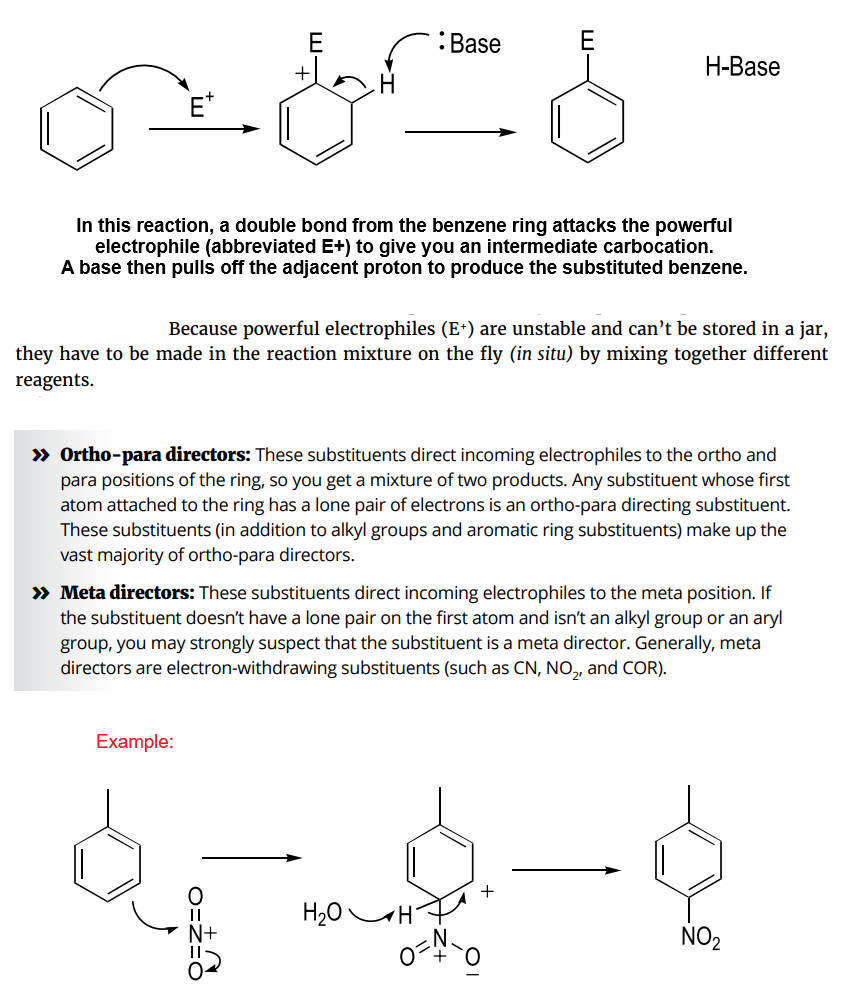 E
+
H
:Base
E⁺
E
H-Base
In this reaction, a double bond from the benzene ring attacks the powerful
electrophile (abbreviated E+) to give you an intermediate carbocation.
A base then pulls off the adjacent proton to produce the substituted benzene.
Because powerful electrophiles (E⁺) are unstable and can’t be stored in a jar,
they have to be made in the reaction mixture on the fly (in situ) by mixing together different
reagents.
» Ortho-para directors: These substituents direct incoming electrophiles to the ortho and
para positions of the ring, so you get a mixture of two products. Any substituent whose first
atom attached to the ring has a lone pair of electrons is an ortho-para directing substituent.
These substituents (in addition to alkyl groups and aromatic ring substituents) make up the
vast majority of ortho-para directors.
» Meta directors: These substituents direct incoming electrophiles to the meta position. If
the substituent doesn’t have a lone pair on the first atom and isn’t an alkyl group or an aryl
group, you may strongly suspect that the substituent is a meta director. Generally, meta
directors are electron-withdrawing substituents (such as CN, NO₂, and COR).
Example:
O
N+
O
H₂O
H
+
N
+
O
O
–
NO₂